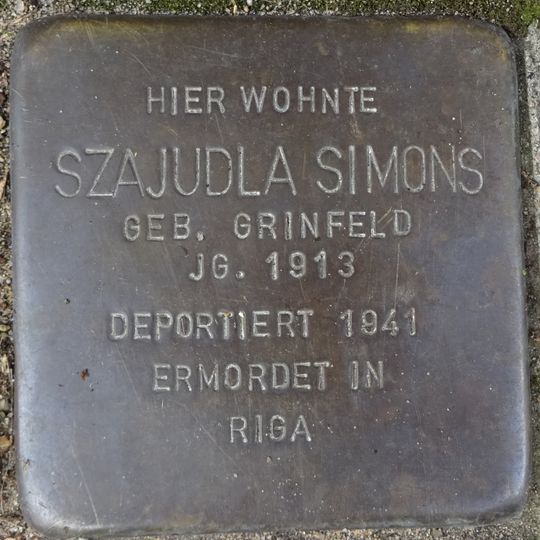 HIER WOHNTE
SZAJUDLA SIMONS
GEB. GRINFELD
JG. 1913
DEPORTIERT 1941
ERMORDET IN
RIGA